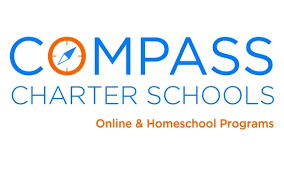 COMPASS
CHARTER SCHOOLS
Online & Homeschool Programs